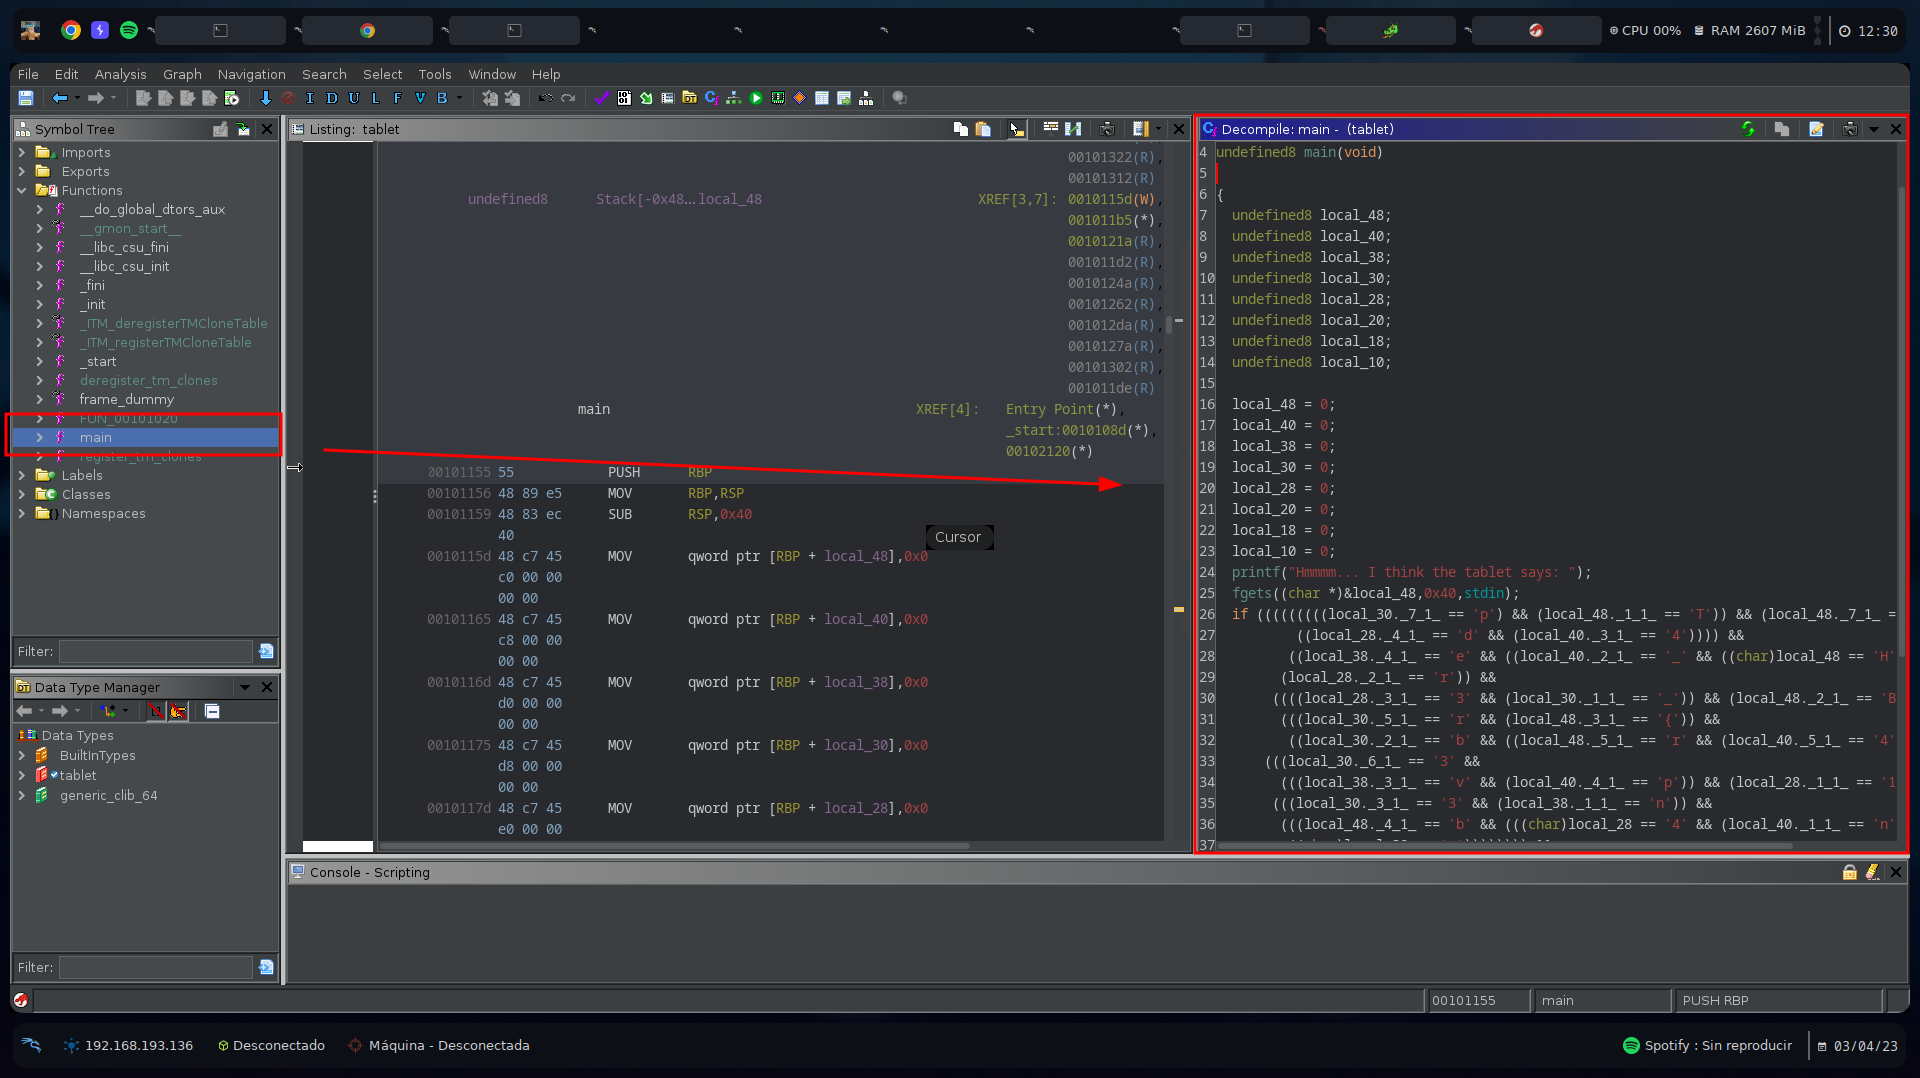 CPU 00%
RAM 2607 MiB
12:30
File Edit Analysis Graph Navigation Search Select Tools Window Help
I D U L F V B
Symbol Tree
Imports
Exports
Functions
__do_global_dtors_aux
__gmon_start__
__libc_csu_fini
__libc_csu_init
_fini
_init
_ITM_deregisterTMCloneTable
_ITM_registerTMCloneTable
_start
deregister_tm_clones
frame_dummy
FUN_00101020
main
register_tm_clones
Labels
Classes
Namespaces
Filter:
Data Type Manager
Data Types
BuiltInTypes
tablet
generic_clib_64
Filter:
Listing: tablet
00101322(R),
00101312(R)
undefined8 Stack[-0x48...local_48 XREF[3,7]: 0010115d(W),
001011b5(*),
0010121a(R),
001011d2(R),
0010124a(R),
00101262(R),
001012da(R),
0010127a(R),
00101302(R),
001011de(R)
main XREF[4]: Entry Point(*),
_start:0010108d(*),
00102120(*)
00101155 55 PUSH RBP
00101156 48 89 e5 MOV RBP,RSP
00101159 48 83 ec SUB RSP,0x40
40
Cursor
0010115d 48 c7 45 MOV qword ptr [RBP + local_48],0x0
c0 00 00
00 00
00101165 48 c7 45 MOV qword ptr [RBP + local_40],0x0
c8 00 00
00 00
0010116d 48 c7 45 MOV qword ptr [RBP + local_38],0x0
d0 00 00
00 00
00101175 48 c7 45 MOV qword ptr [RBP + local_30],0x0
d8 00 00
00 00
0010117d 48 c7 45 MOV qword ptr [RBP + local_28],0x0
e0 00 00
Decompile: main - (tablet)
4 undefined8 main(void)
5
6 {
7 undefined8 local_48;
8 undefined8 local_40;
9 undefined8 local_38;
10 undefined8 local_30;
11 undefined8 local_28;
12 undefined8 local_20;
13 undefined8 local_18;
14 undefined8 local_10;
15
16 local_48 = 0;
17 local_40 = 0;
18 local_38 = 0;
19 local_30 = 0;
20 local_28 = 0;
21 local_20 = 0;
22 local_18 = 0;
23 local_10 = 0;
24 printf("Hmmmm... I think the tablet says: ");
25 fgets((char *)&local_48,0x40,stdin);
26 if (((((((((local_30._7_1_ == 'p') && (local_48._1_1_ == 'T')) && (local_48._7_1_ =
27 ((local_28._4_1_ == 'd' && (local_40._3_1_ == '4')))) &&
28 ((local_38._4_1_ == 'e' && ((local_40._2_1_ == '_' && ((char)local_48 == 'H'
29 (local_28._2_1_ == 'r')) &&
30 ((((local_28._3_1_ == '3' && (local_30._1_1_ == '_')) && (local_48._2_1_ == 'B
31 (((local_30._5_1_ == 'r' && (local_48._3_1_ == '{')) &&
32 ((local_30._2_1_ == 'b' && ((local_48._5_1_ == 'r' && (local_40._5_1_ == '4'
33 (((local_30._6_1_ == '3' &&
34 (((local_38._3_1_ == 'v' && (local_40._4_1_ == 'p')) && (local_28._1_1_ == '1
35 (((local_30._3_1_ == '3' && (local_38._1_1_ == 'n')) &&
36 (((local_48._4_1_ == 'b' && (((char)local_28 == '4' && (local_40._1_1_ == 'n'
37
Console - Scripting
00101155
main
PUSH RBP
192.168.193.136
Desconectado
Máquina - Desconectada
Spotify : Sin reproducir
03/04/23